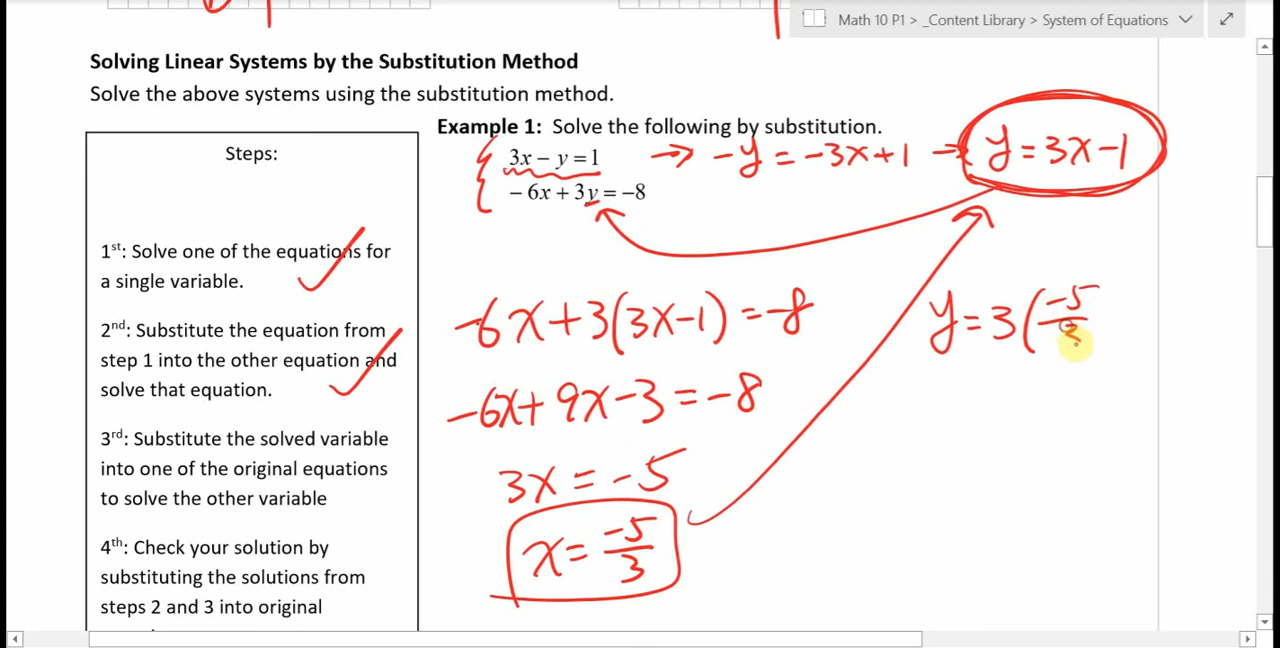 Math 10 P1 > _Content Library > System of Equations
Solving Linear Systems by the Substitution Method
Solve the above systems using the substitution method.
Steps:
1st: Solve one of the equations for
a single variable.
2nd: Substitute the equation from
step 1 into the other equation and
solve that equation.
3rd: Substitute the solved variable
into one of the original equations
to solve the other variable
4th: Check your solution by
substituting the solutions from
steps 2 and 3 into original
Example 1: Solve the following by substitution.
3x − y = 1 → -y = -3x+1 → y = 3x-1
− 6x + 3y = −8
-6x+3(3x-1)=-8
-6x+9x-3=-8
3x = -5
x = -5/3
y = 3(-5/3